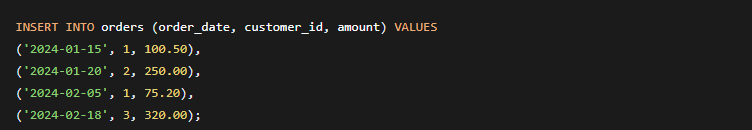 INSERT INTO orders (order_date, customer_id, amount) VALUES
('2024-01-15', 1, 100.50),
('2024-01-20', 2, 250.00),
('2024-02-05', 1, 75.20),
('2024-02-18', 3, 320.00);